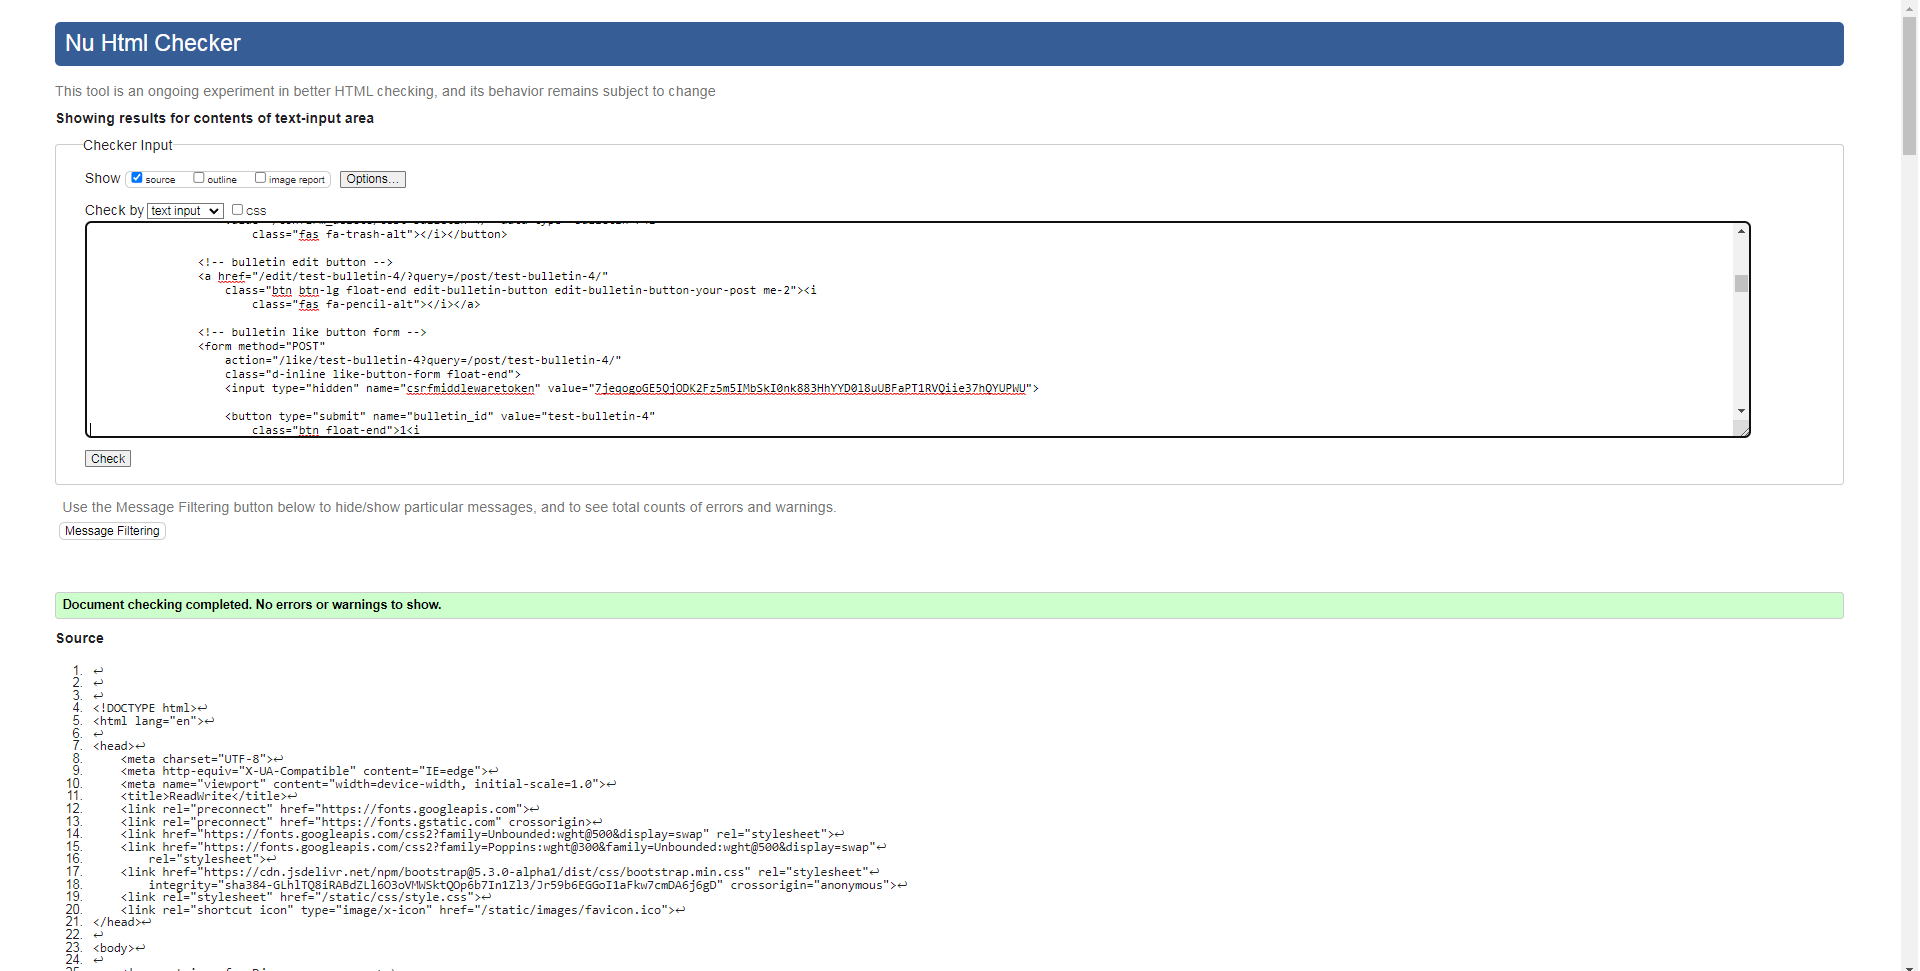 Nu Html Checker
This tool is an ongoing experiment in better HTML checking, and its behavior remains subject to change
Showing results for contents of text-input area
Checker Input
Show source outline image report Options...
Check by text input css
class="fas fa-trash-alt"></i></button>
<!-- bulletin edit button -->
<a href="/edit/test-bulletin-4/?query=/post/test-bulletin-4/"
class="btn btn-lg float-end edit-bulletin-button edit-bulletin-button-your-post me-2"><i
class="fas fa-pencil-alt"></i></a>
<!-- bulletin like button form -->
<form method="POST"
action="/like/test-bulletin-4?query=/post/test-bulletin-4/"
class="d-inline like-button-form float-end">
<input type="hidden" name="csrfmiddlewaretoken" value="7jeqogoGE5QjODK2Fz5m5IMbSkI0nk883HhYYD0l8uUBFaPT1RVQiie37hQYUPWU">
<button type="submit" name="bulletin_id" value="test-bulletin-4"
class="btn float-end">1<i
Check
Use the Message Filtering button below to hide/show particular messages, and to see total counts of errors and warnings.
Message Filtering
Document checking completed. No errors or warnings to show.
Source
1. ↩
2. ↩
3. ↩
4. <!DOCTYPE html>↩
5. <html lang="en">↩
6. ↩
7. <head>↩
8. <meta charset="UTF-8">↩
9. <meta http-equiv="X-UA-Compatible" content="IE=edge">↩
10. <meta name="viewport" content="width=device-width, initial-scale=1.0">↩
11. <title>ReadWrite</title>↩
12. <link rel="preconnect" href="https://fonts.googleapis.com">↩
13. <link rel="preconnect" href="https://fonts.gstatic.com" crossorigin>↩
14. <link href="https://fonts.googleapis.com/css2?family=Unbounded:wght@500&display=swap" rel="stylesheet">↩
15. <link href="https://fonts.googleapis.com/css2?family=Poppins:wght@300&family=Unbounded:wght@500&display=swap"↩
16. rel="stylesheet">↩
17. <link href="https://cdn.jsdelivr.net/npm/bootstrap@5.3.0-alpha1/dist/css/bootstrap.min.css" rel="stylesheet"↩
18. integrity="sha384-GLhlTQ8iRABdZLl6O3oVMWSktQOp6b7In1Zl3/Jr59b6EGGoI1aFkw7cmDA6j6gD" crossorigin="anonymous">↩
19. <link rel="stylesheet" href="/static/css/style.css">↩
20. <link rel="shortcut icon" type="image/x-icon" href="/static/images/favicon.ico">↩
21. </head>↩
22. ↩
23. <body>↩
24. ↩